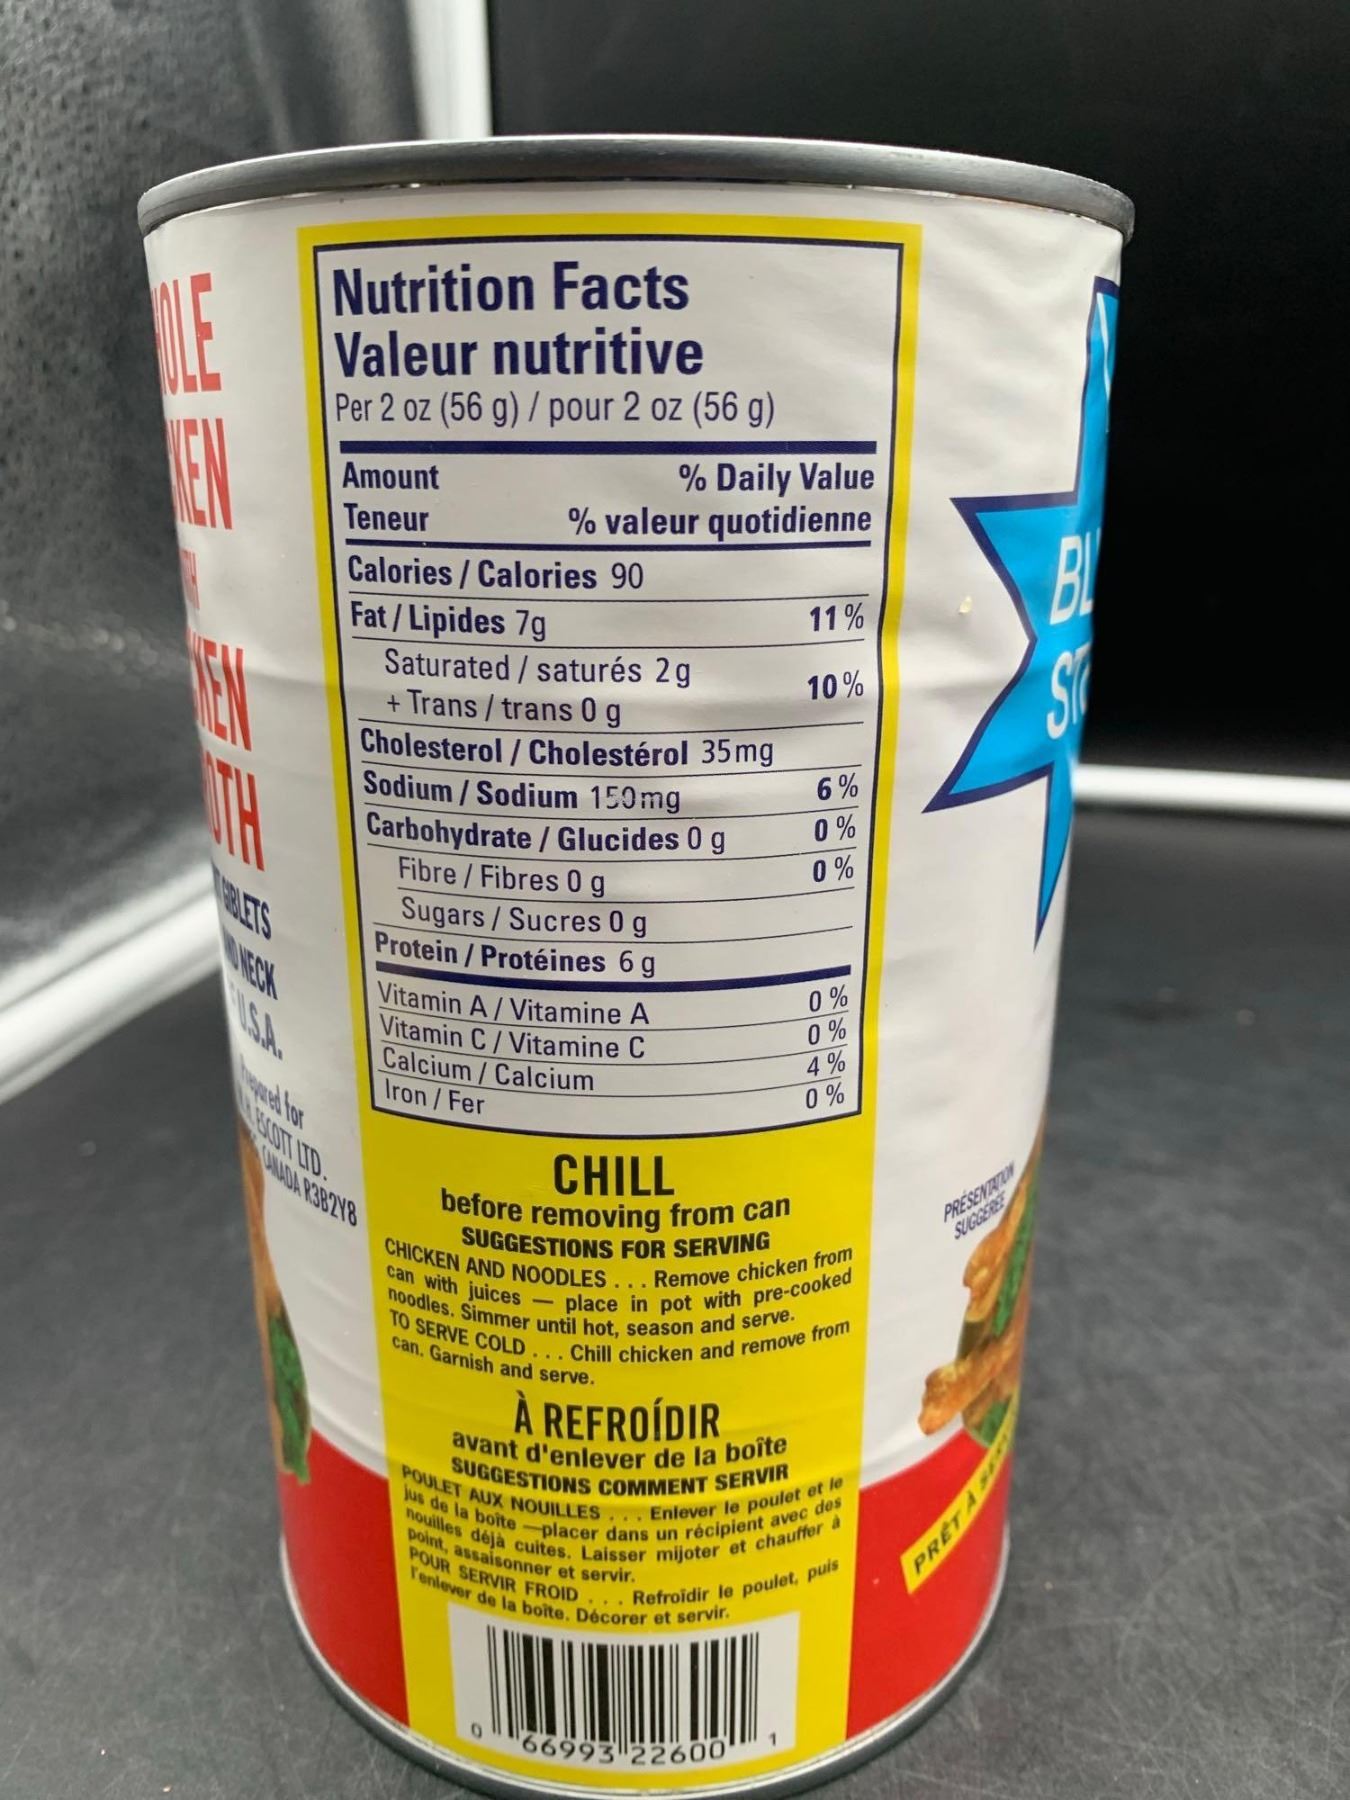 Nutrition Facts
Valeur nutritive
Per 2 oz (56 g) / pour 2 oz (56 g)
Amount % Daily Value
Teneur % valeur quotidienne
Calories / Calories 90
Fat / Lipides 7g 11 %
Saturated / saturés 2 g
+ Trans / trans 0 g 10 %
Cholesterol / Cholestérol 35mg
Sodium / Sodium 150mg 6 %
Carbohydrate / Glucides 0 g 0 %
Fibre / Fibres 0 g 0 %
Sugars / Sucres 0 g
Protein / Protéines 6 g
Vitamin A / Vitamine A 0 %
Vitamin C / Vitamine C 0 %
Calcium / Calcium 4 %
Iron / Fer 0 %
CHILL
before removing from can
SUGGESTIONS FOR SERVING
CHICKEN AND NOODLES . . . Remove chicken from
can with juices — place in pot with pre-cooked
noodles. Simmer until hot, season and serve.
TO SERVE COLD . . . Chill chicken and remove from
can. Garnish and serve.
À REFROÍDIR
avant d'enlever de la boîte
SUGGESTIONS COMMENT SERVIR
POULET AUX NOUILLES . . . Enlever le poulet et le
jus de la boîte —placer dans un récipient avec des
nouilles déjà cuites. Laisser mijoter et chauffer à
point, assaisonner et servir.
POUR SERVIR FROID . . . Refroîdir le poulet, puis
l'enlever de la boîte. Décorer et servir.
0 66993 22600 1
GIBLETS
NECK
U.S.A.
for
ESCOTT LTD.
CANADA R3B2Y8
PRÉSENTATION
SUGGÉRÉE
PRÊT À